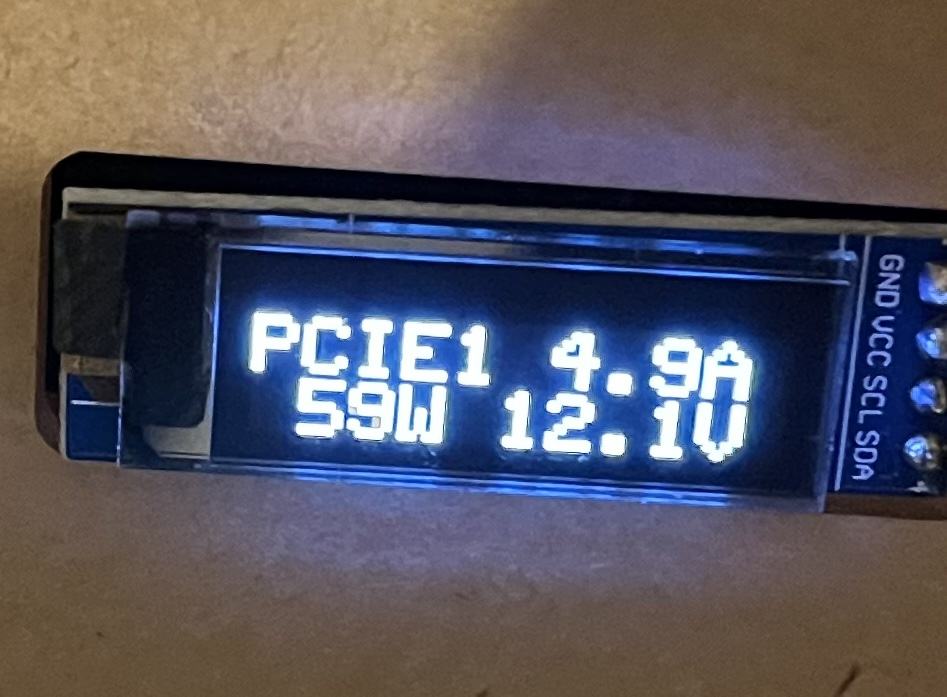 PCIE1 4.9A
59W 12.1V
GND VCC SCL SDA